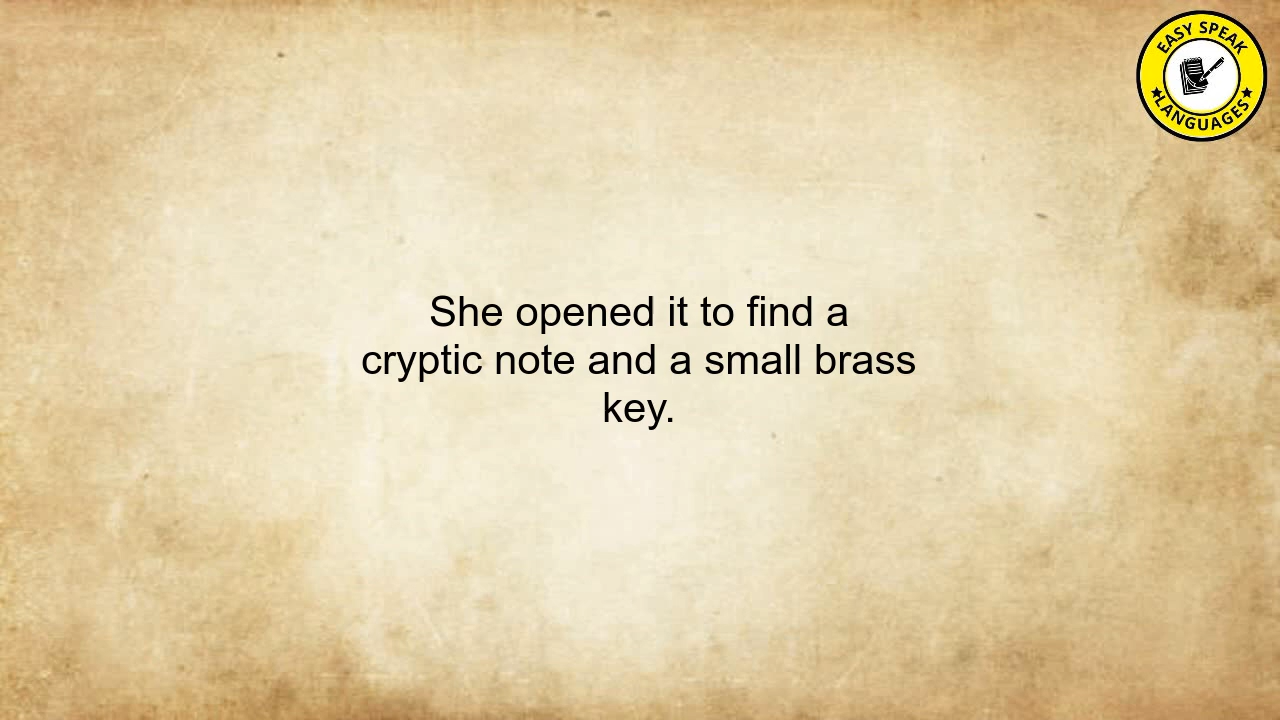 EASY SPEAK
LANGUAGES
She opened it to find a
cryptic note and a small brass
key.